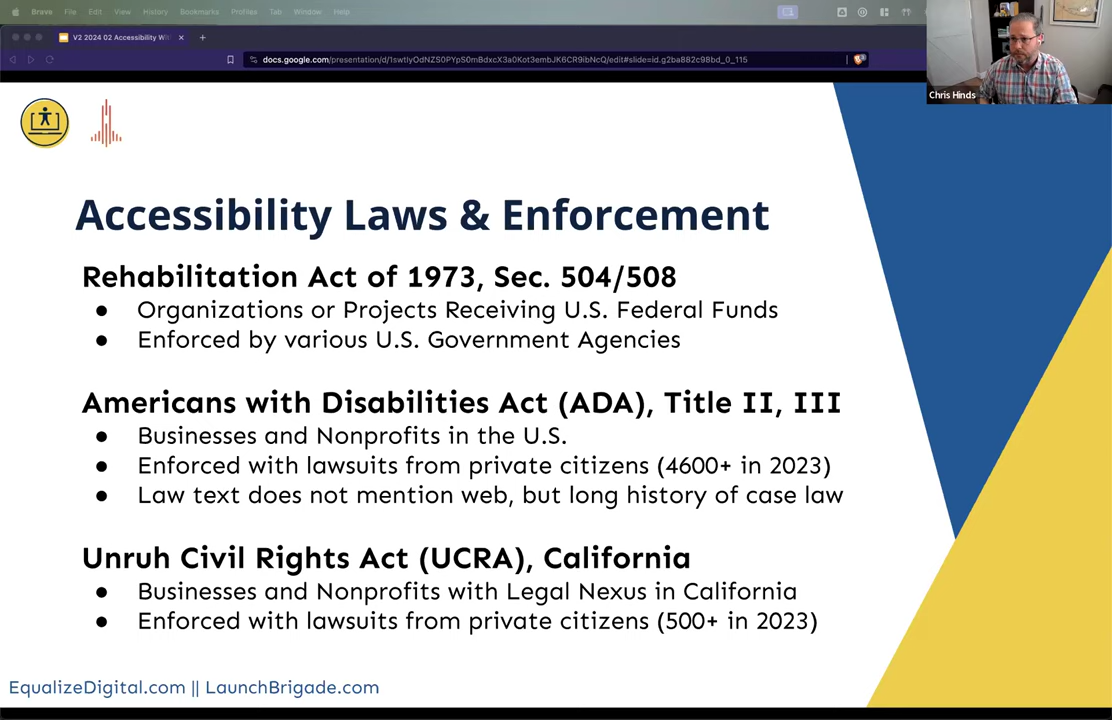 Brave File Edit View History Bookmarks Profiles Tab Window Help
V2 2024 02 Accessibility Wit
docs.google.com/presentation/d/1swtIyOdNZS0PYpS0mBdxcX3a0Kot3embJK6CR9ibNcQ/edit#slide=id.g2ba882c98bd_0_115
Chris Hinds
Accessibility Laws & Enforcement
Rehabilitation Act of 1973, Sec. 504/508
● Organizations or Projects Receiving U.S. Federal Funds
● Enforced by various U.S. Government Agencies
Americans with Disabilities Act (ADA), Title II, III
● Businesses and Nonprofits in the U.S.
● Enforced with lawsuits from private citizens (4600+ in 2023)
● Law text does not mention web, but long history of case law
Unruh Civil Rights Act (UCRA), California
● Businesses and Nonprofits with Legal Nexus in California
● Enforced with lawsuits from private citizens (500+ in 2023)
EqualizeDigital.com || LaunchBrigade.com